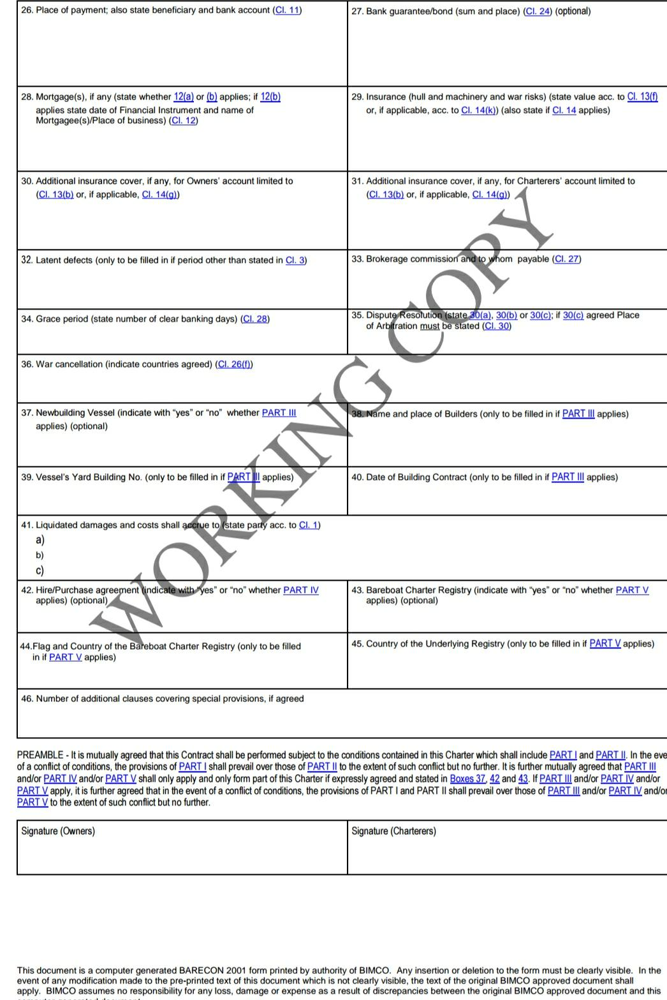 26. Place of payment; also state beneficiary and bank account (Cl. 11)
27. Bank guarantee/bond (sum and place) (Cl. 24) (optional)
28. Mortgage(s), if any (state whether 12(a) or (b) applies; if 12(b)
applies state date of Financial Instrument and name of
Mortgagee(s)/Place of business) (Cl. 12)
29. Insurance (hull and machinery and war risks) (state value acc. to Cl. 13(f)
or, if applicable, acc. to Cl. 14(k)) (also state if Cl. 14 applies)
30. Additional insurance cover, if any, for Owners' account limited to
(Cl. 13(b) or, if applicable, Cl. 14(g))
31. Additional insurance cover, if any, for Charterers' account limited to
(Cl. 13(b) or, if applicable, Cl. 14(g))
32. Latent defects (only to be filled in if period other than stated in Cl. 3)
33. Brokerage commission and to whom payable (Cl. 27)
34. Grace period (state number of clear banking days) (Cl. 28)
35. Dispute Resolution (state 30(a), 30(b) or 30(c); if 30(c) agreed Place
of Arbitration must be stated (Cl. 30)
36. War cancellation (indicate countries agreed) (Cl. 26(f))
37. Newbuilding Vessel (indicate with “yes” or “no” whether PART III
applies) (optional)
38. Name and place of Builders (only to be filled in if PART III applies)
39. Vessel's Yard Building No. (only to be filled in if PART III applies)
40. Date of Building Contract (only to be filled in if PART III applies)
41. Liquidated damages and costs shall accrue to (state party acc. to Cl. 1)
a)
b)
c)
42. Hire/Purchase agreement (indicate with “yes” or “no” whether PART IV
applies) (optional)
43. Bareboat Charter Registry (indicate with “yes” or “no” whether PART V
applies) (optional)
44.Flag and Country of the Bareboat Charter Registry (only to be filled
in if PART V applies)
45. Country of the Underlying Registry (only to be filled in if PART V applies)
46. Number of additional clauses covering special provisions, if agreed
WORKING COPY
PREAMBLE - It is mutually agreed that this Contract shall be performed subject to the conditions contained in this Charter which shall include PART I and PART II. In the eve
of a conflict of conditions, the provisions of PART I shall prevail over those of PART II to the extent of such conflict but no further. It is further mutually agreed that PART III
and/or PART IV and/or PART V shall only apply and only form part of this Charter if expressly agreed and stated in Boxes 37, 42 and 43. If PART III and/or PART IV and/or
PART V apply, it is further agreed that in the event of a conflict of conditions, the provisions of PART I and PART II shall prevail over those of PART III and/or PART IV and/or
PART V to the extent of such conflict but no further.
Signature (Owners)
Signature (Charterers)
This document is a computer generated BARECON 2001 form printed by authority of BIMCO. Any insertion or deletion to the form must be clearly visible. In the
event of any modification made to the pre-printed text of this document which is not clearly visible, the text of the original BIMCO approved document shall
apply. BIMCO assumes no responsibility for any loss, damage or expense as a result of discrepancies between the original BIMCO approved document and this